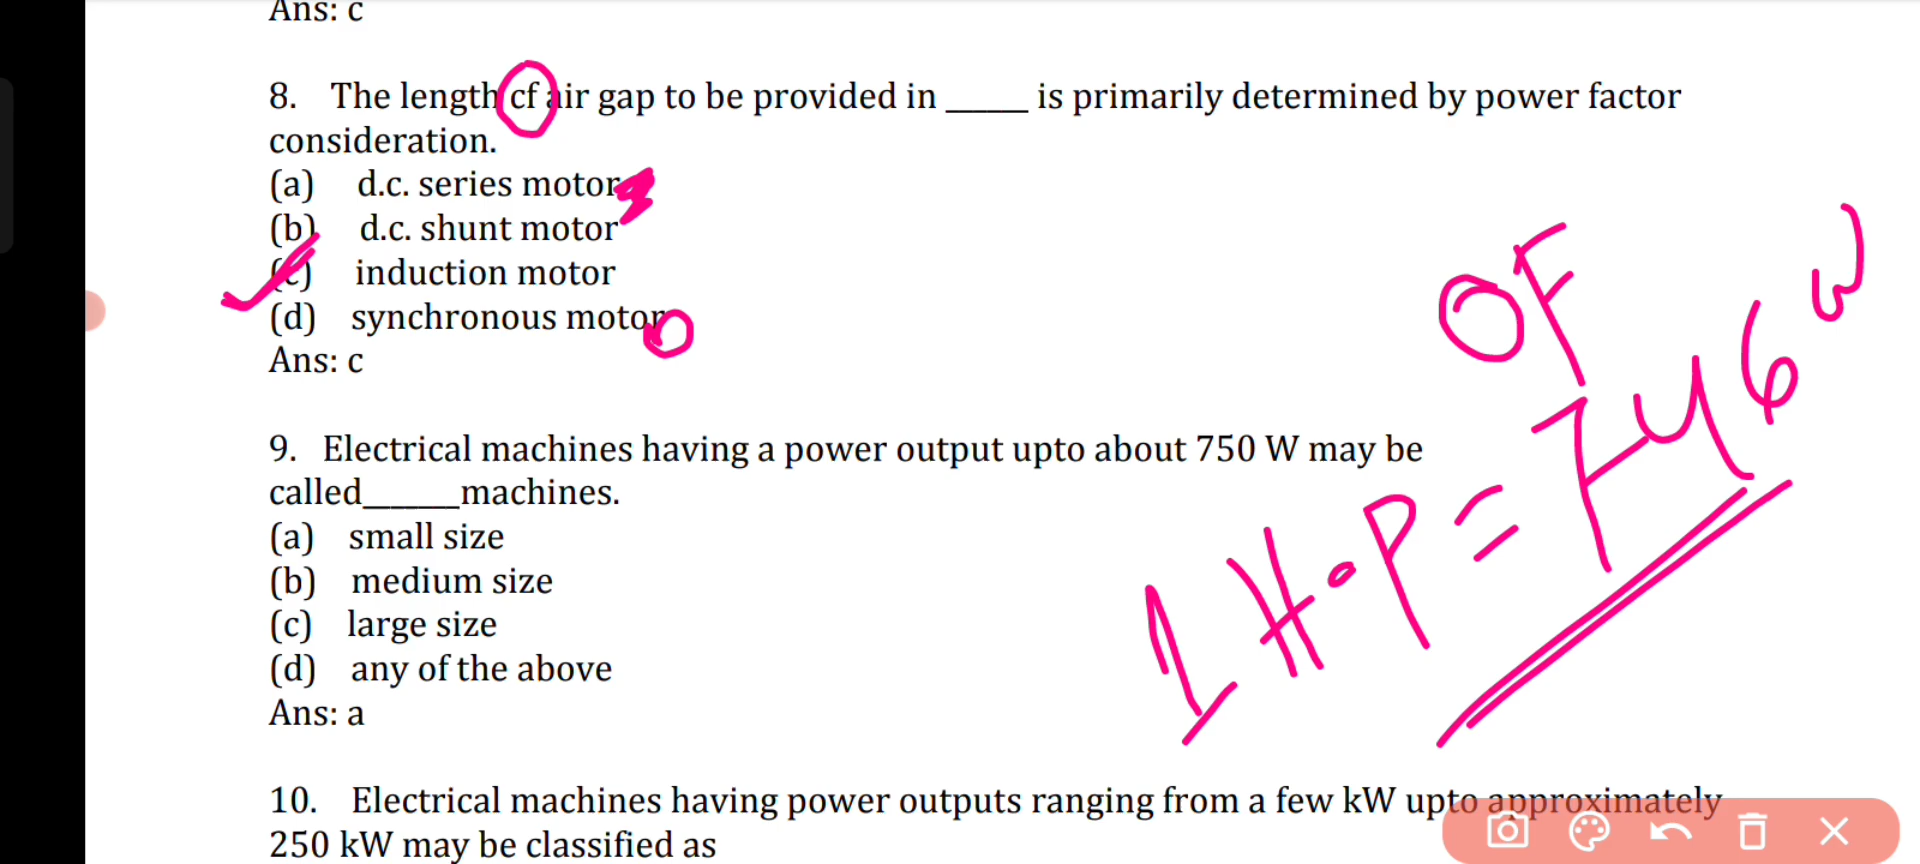 Ans: c
8. The length cf air gap to be provided in _____ is primarily determined by power factor
consideration.
(a) d.c. series motor
(b) d.c. shunt motor
(c) induction motor
(d) synchronous motor
Ans: c
OF
9. Electrical machines having a power output upto about 750 W may be
called______machines.
(a) small size
(b) medium size
(c) large size
(d) any of the above
Ans: a
1 H.P = 746 W
10. Electrical machines having power outputs ranging from a few kW upto approximately
250 kW may be classified as